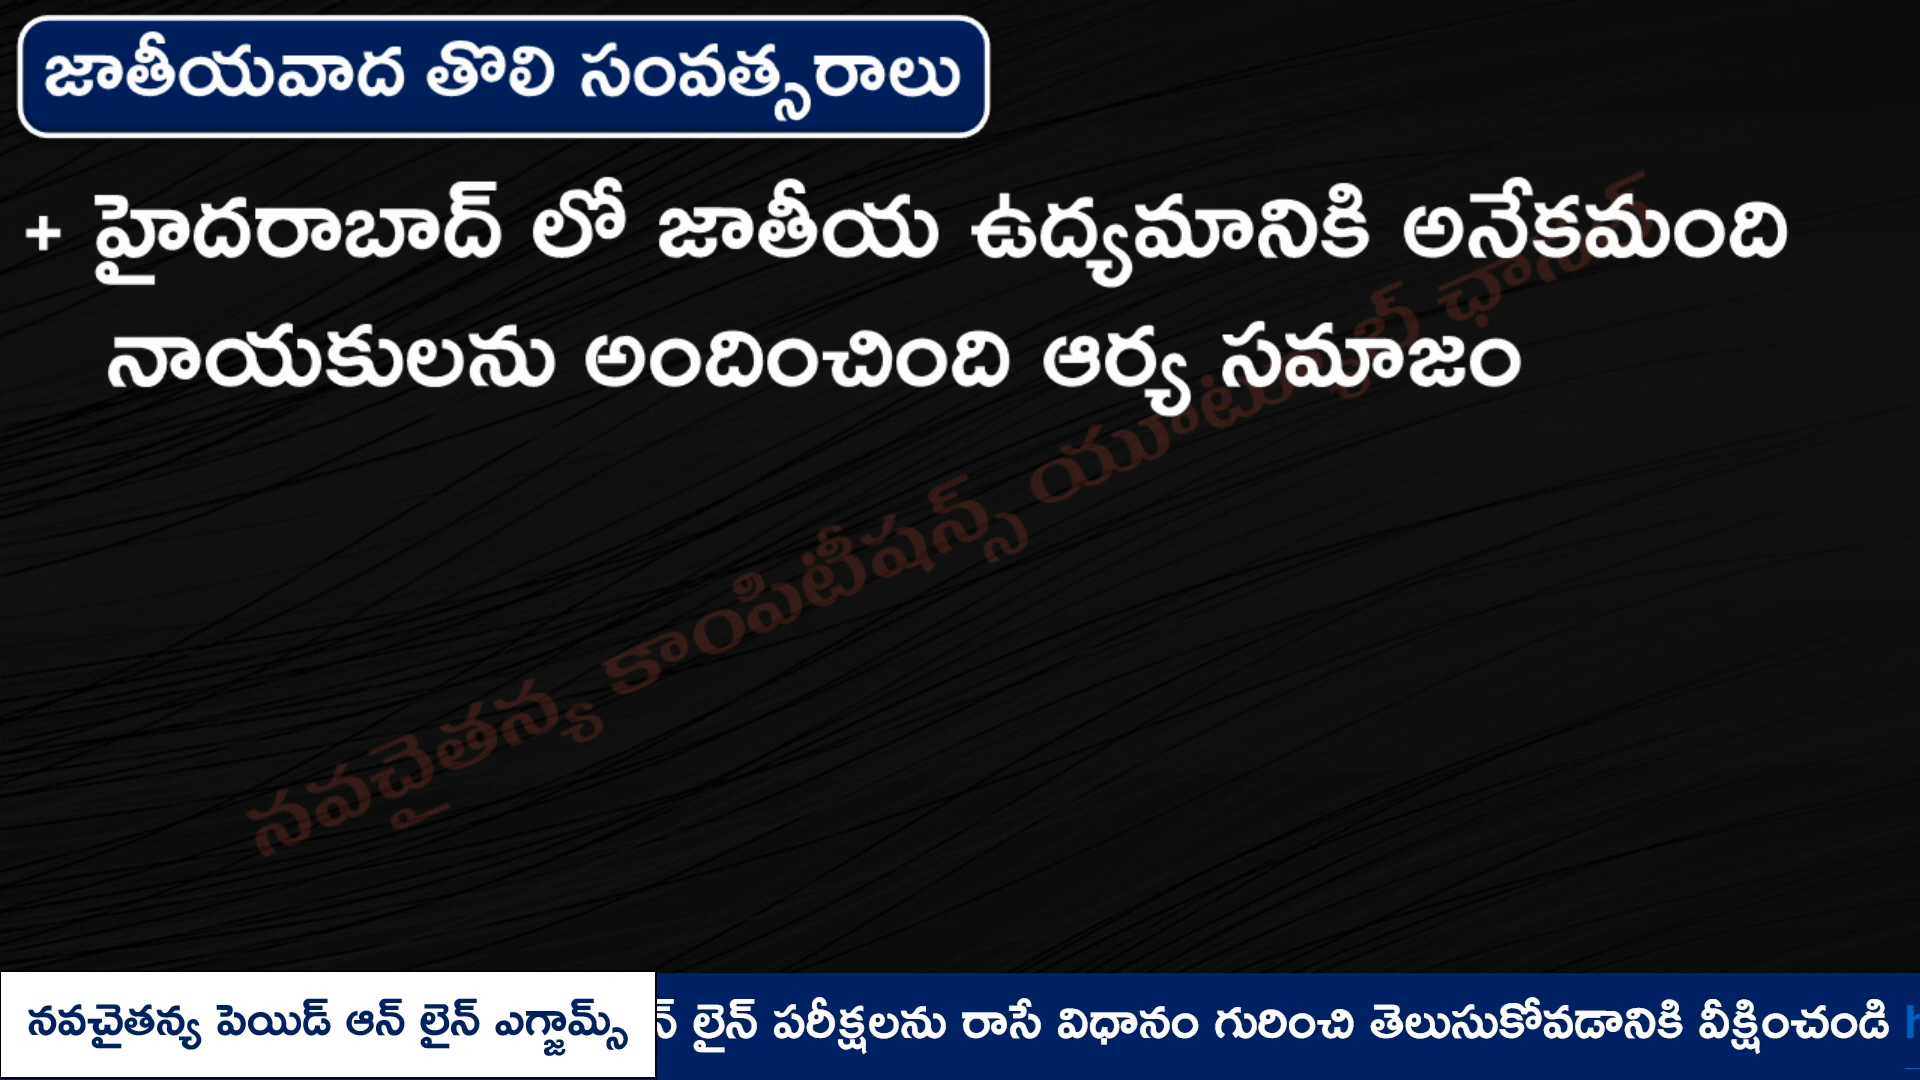 జాతీయవాద తొలి సంవత్సరాలు
+ హైదరాబాద్ లో జాతీయ ఉద్యమానికి అనేకమంది
నాయకులను అందించింది ఆర్య సమాజం
నవచైతన్య కాంపిటీషన్స్ యూట్యూబ్ ఛానల్
నవచైతన్య పెయిడ్ ఆన్ లైన్ ఎగ్జామ్స్
న్ లైన్ పరీక్షలను రాసే విధానం గురించి తెలుసుకోవడానికి వీక్షించండి h